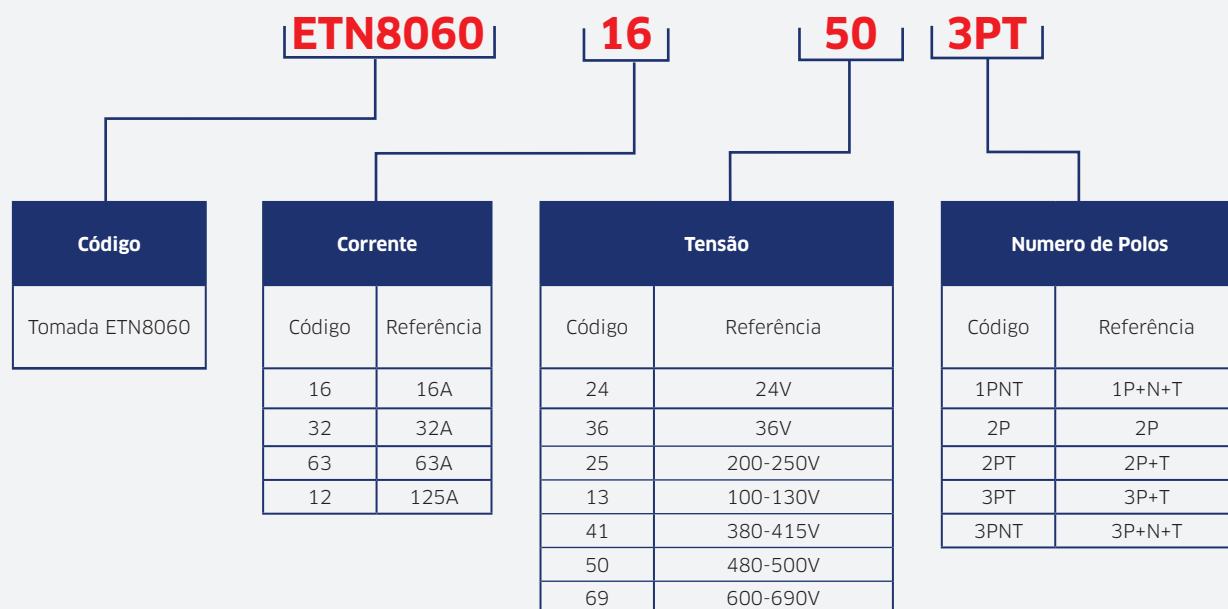 ETN8060 16 50 3PT
Código
Tomada ETN8060
Corrente
Código Referência
16 16A
32 32A
63 63A
12 125A
Tensão
Código Referência
24 24V
36 36V
25 200-250V
13 100-130V
41 380-415V
50 480-500V
69 600-690V
Numero de Polos
Código Referência
1PNT 1P+N+T
2P 2P
2PT 2P+T
3PT 3P+T
3PNT 3P+N+T